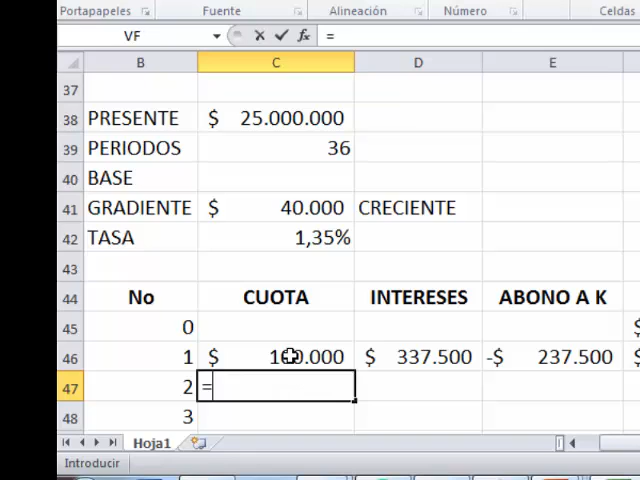 Portapapeles Fuente Alineación Número Celdas
VF fx =
B C D E
37
38 PRESENTE $ 25.000.000
39 PERIODOS 36
40 BASE
41 GRADIENTE $ 40.000 CRECIENTE
42 TASA 1,35%
43
44 No CUOTA INTERESES ABONO A K
45 0 $
46 1 $ 100.000 $ 337.500 -$ 237.500 $
47 2 =
48 3
Hoja1
Introducir